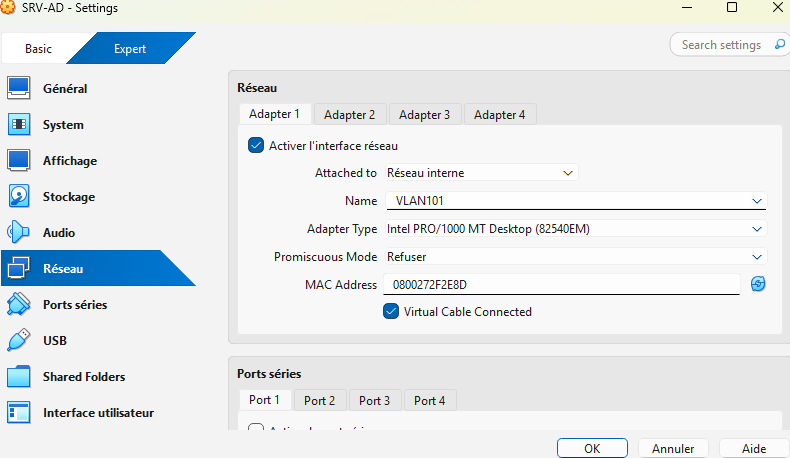 SRV-AD - Settings
Basic
Expert
Search settings
Général
System
Affichage
Stockage
Audio
Réseau
Ports séries
USB
Shared Folders
Interface utilisateur
Réseau
Adapter 1
Adapter 2
Adapter 3
Adapter 4
Activer l'interface réseau
Attached to Réseau interne
Name VLAN101
Adapter Type Intel PRO/1000 MT Desktop (82540EM)
Promiscuous Mode Refuser
MAC Address 0800272F2E8D
Virtual Cable Connected
Ports séries
Port 1
Port 2
Port 3
Port 4
OK
Annuler
Aide